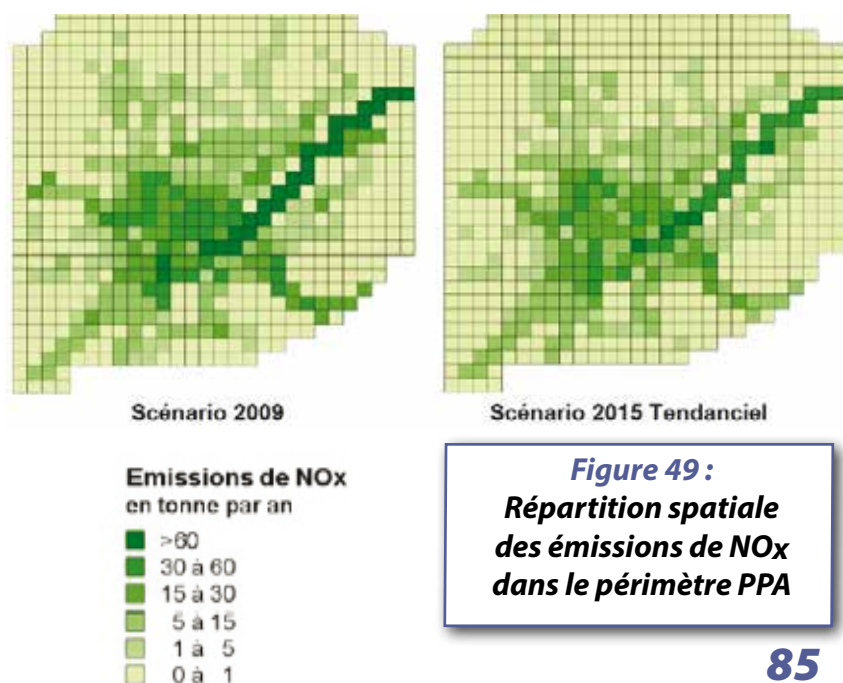 Scénario 2009
Scénario 2015 Tendanciel
Emissions de NOx
en tonne par an
>60
30 à 60
15 à 30
5 à 15
1 à 5
0 à 1
Figure 49 :
Répartition spatiale
des émissions de NOx
dans le périmètre PPA
85